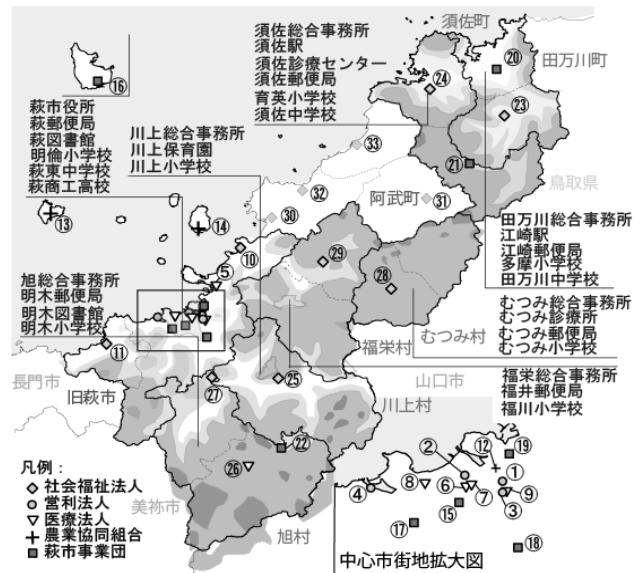 須佐町
須佐総合事務所
須佐駅
須佐診療センター
須佐郵便局
育英小学校
須佐中学校
田万川町
⑳
⑯
㉔
㉓
萩市役所
萩郵便局
萩図書館
明倫小学校
萩東中学校
萩商工高校
川上総合事務所
川上保育園
川上小学校
㉝
㉑
鳥取県
㉜
阿武町
㉛
⑬
⑭
㉚
田万川総合事務所
江崎駅
江崎郵便局
多摩小学校
田万川中学校
⑩
㉙
⑤
㉘
旭総合事務所
明木郵便局
明木図書館
明木小学校
むつみ総合事務所
むつみ診療所
むつみ郵便局
むつみ小学校
むつみ村
福栄村
⑪
長門市
旧萩市
㉗
㉕
山口市
川上村
福栄総合事務所
福井郵便局
福川小学校
㉒
㉖
美祢市
旭村
凡例：
社会福祉法人
営利法人
医療法人
農業協同組合
萩市事業団
②
⑫
⑲
①
④
⑧
⑥
⑦
⑨
③
⑮
⑰
⑱
中心市街地拡大図